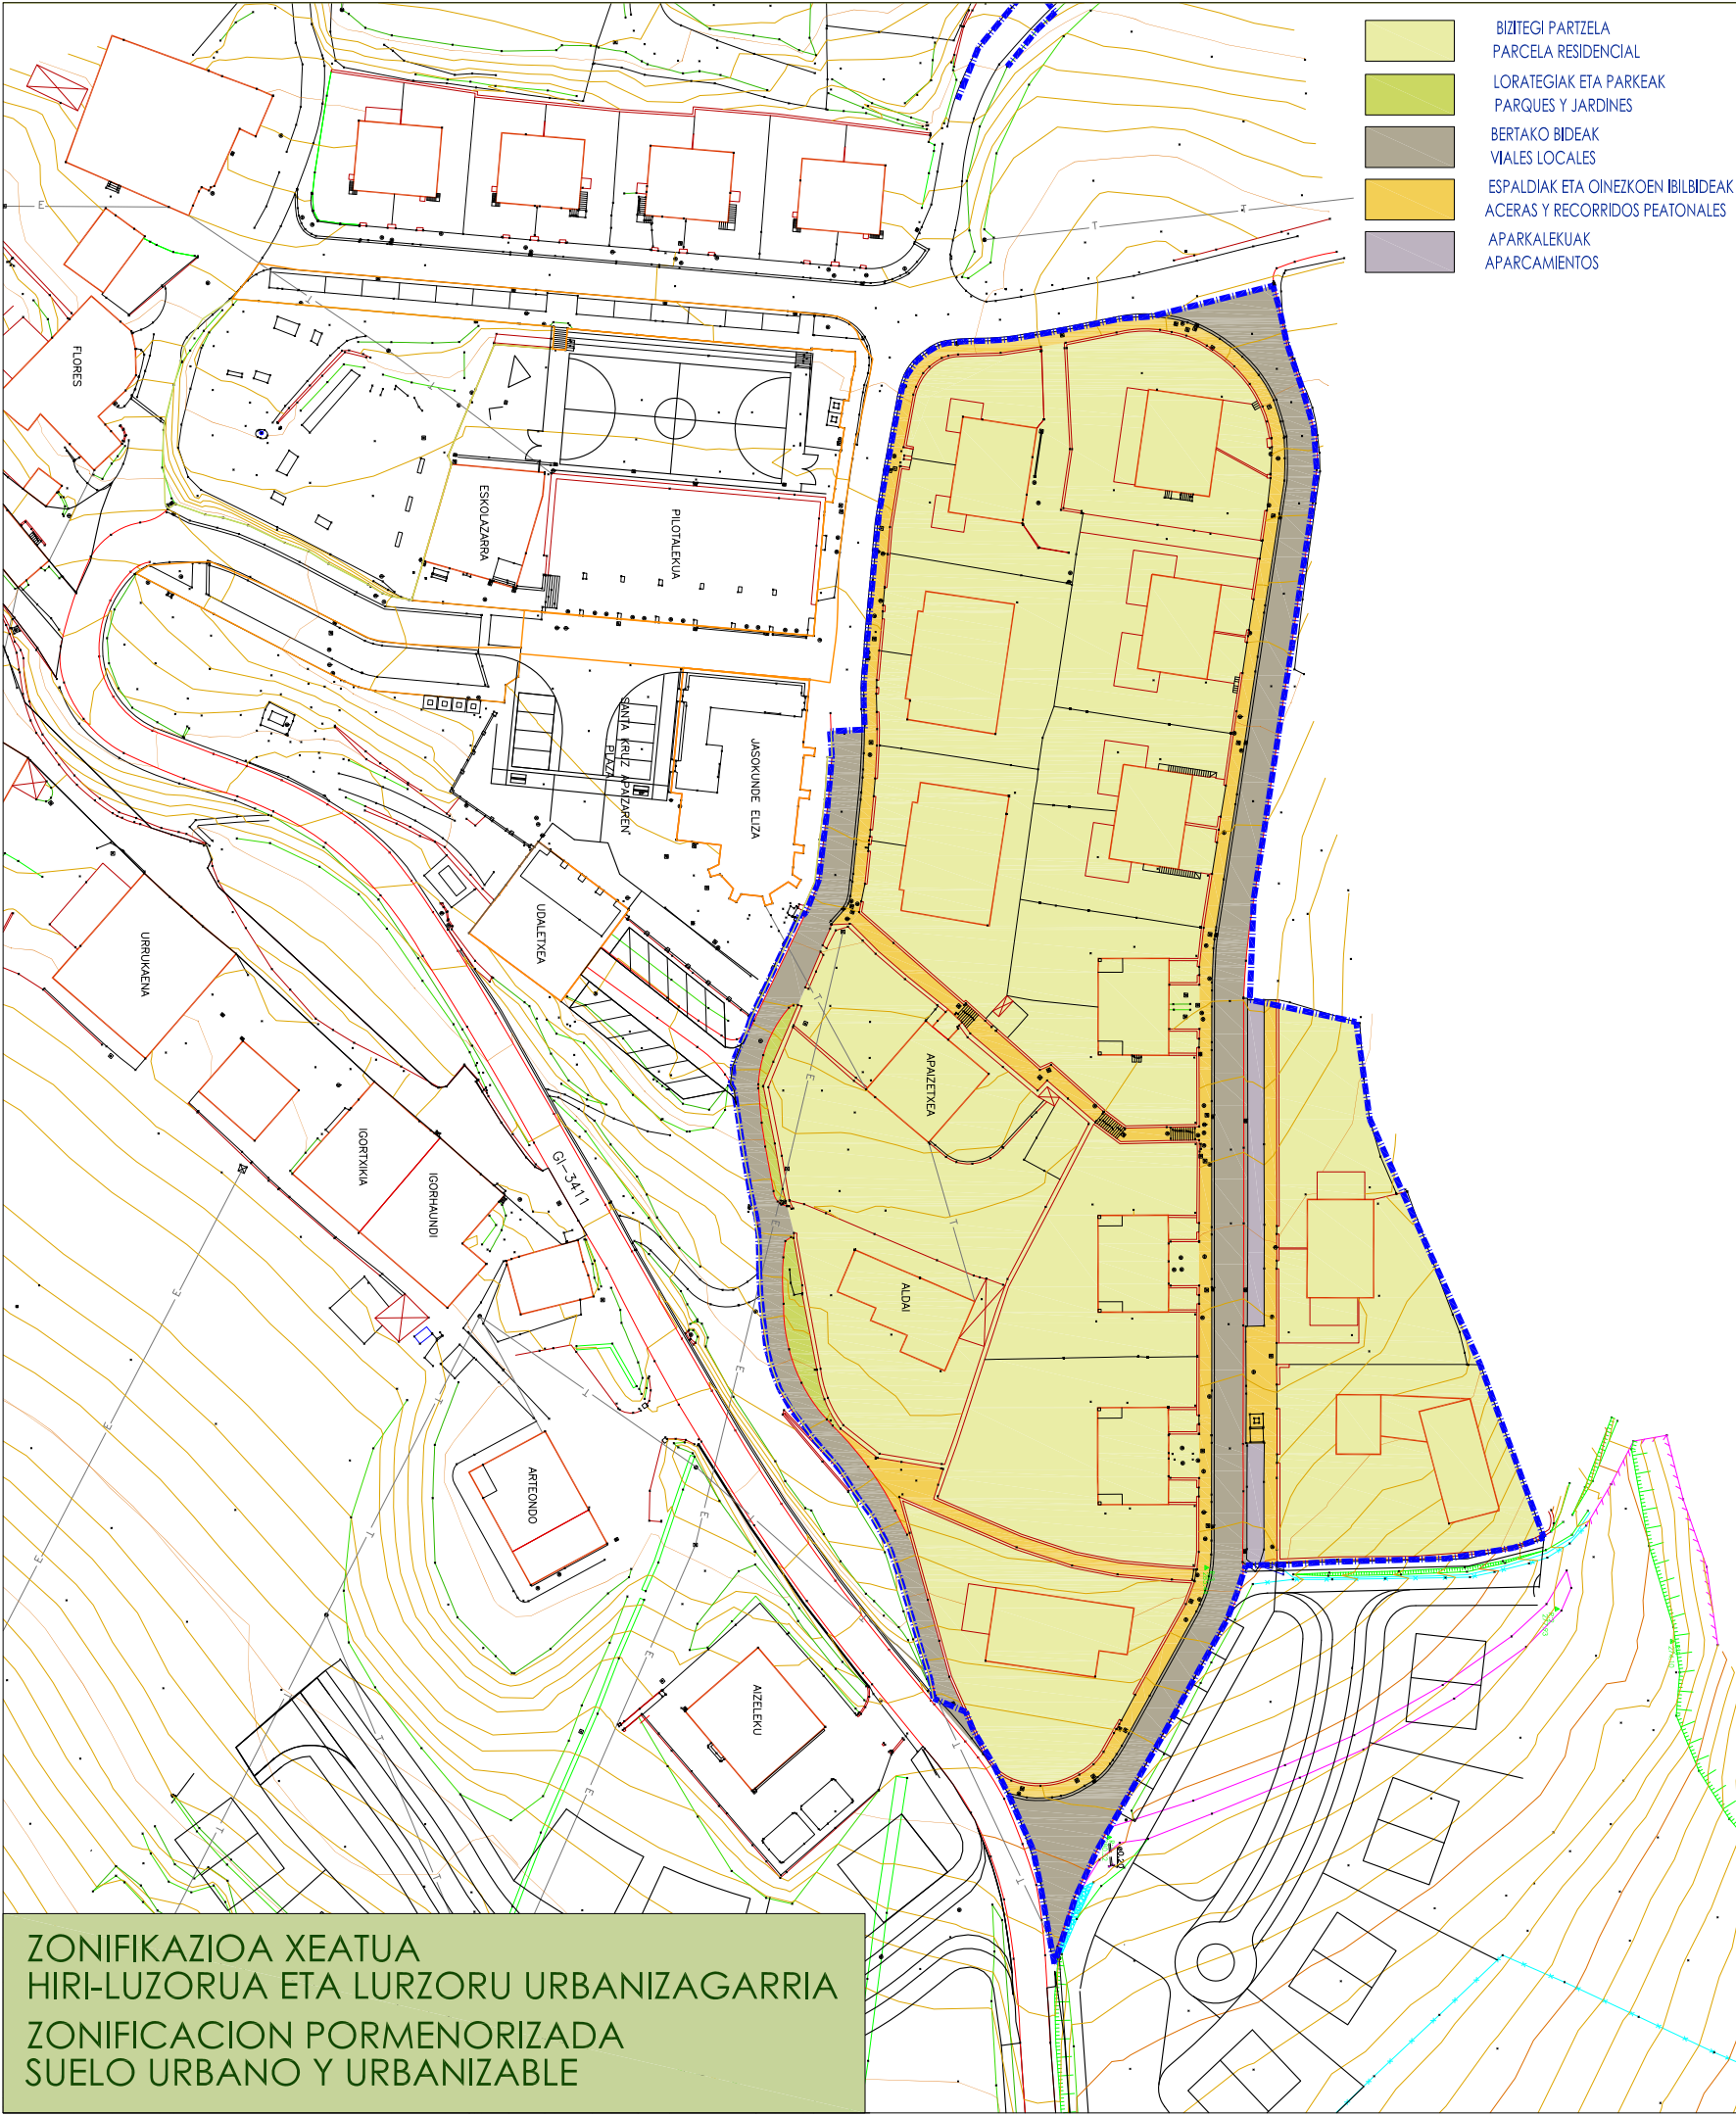 BIZITEGI PARTZELA
PARCELA RESIDENCIAL
LORATEGIAK ETA PARKEAK
PARQUES Y JARDINES
BERTAKO BIDEAK
VIALES LOCALES
ESPALDIAK ETA OINEZKOEN IBILBIDEAK
ACERAS Y RECORRIDOS PEATONALES
APARKALEKUAK
APARCAMIENTOS
FLORES
ESKOLAZARRA
PILOTALEKUA
SANTA KRUZ APAIZAREN
PLAZA
JASOKUNDE ELIZA
UDALETXEA
URRUKAENA
APAIZETXEA
IGORTXIKIA
IGORHAUNDI
GI-3411
ALDAI
ARTEONDO
AIZELEKU
ZONIFIKAZIOA XEATUA
HIRI-LUZORUA ETA LURZORU URBANIZAGARRIA
ZONIFICACION PORMENORIZADA
SUELO URBANO Y URBANIZABLE